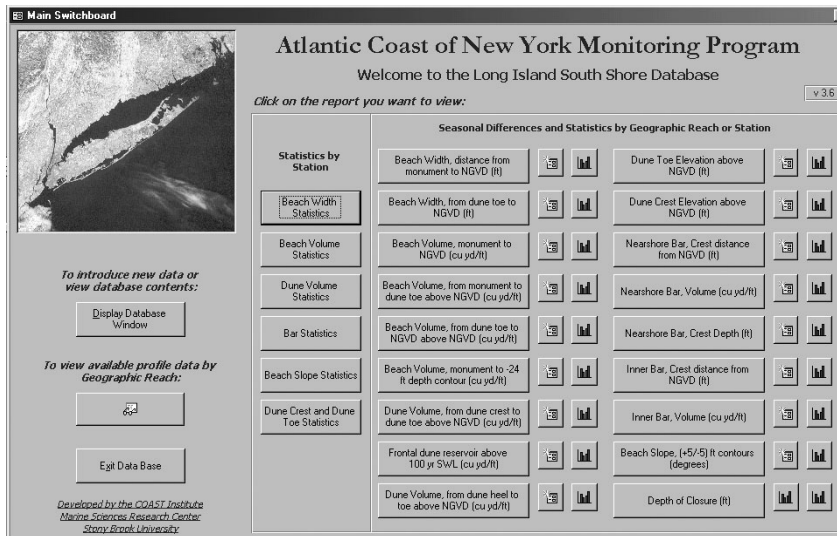 Main Switchboard
Atlantic Coast of New York Monitoring Program
Welcome to the Long Island South Shore Database
v 3.6
Click on the report you want to view:
Seasonal Differences and Statistics by Geographic Reach or Station
Statistics by
Station
Beach Width
Statistics
Beach Volume
Statistics
Dune Volume
Statistics
Bar Statistics
Beach Slope Statistics
Dune Crest and Dune
Toe Statistics
Beach Width, distance from
monument to NGVD (ft)
Beach Width, from dune toe to
NGVD (ft)
Beach Volume, monument to
NGVD (cu yd/ft)
Beach Volume, from monument to
dune toe above NGVD (cu yd/ft)
Beach Volume, from dune toe to
NGVD above NGVD (cu yd/ft)
Beach Volume, monument to -24
ft depth contour (cu yd/ft)
Dune Volume, from dune crest to
dune toe above NGVD (cu yd/ft)
Frontal dune reservoir above
100 yr SWL (cu yd/ft)
Dune Volume, from dune heel to
toe above NGVD (cu yd/ft)
Dune Toe Elevation above
NGVD (ft)
Dune Crest Elevation above
NGVD (ft)
Nearshore Bar, Crest distance
from NGVD (ft)
Nearshore Bar, Volume (cu yd/ft)
Nearshore Bar, Crest Depth (ft)
Inner Bar, Crest distance from
NGVD (ft)
Inner Bar, Volume (cu yd/ft)
Beach Slope, (+5/-5) ft contours
(degrees)
Depth of Closure (ft)
To introduce new data or
view database contents:
Display Database
Window
To view available profile data by
Geographic Reach:
Exit Data Base
Developed by the COAST Institute
Marine Sciences Research Center
Stony Brook University